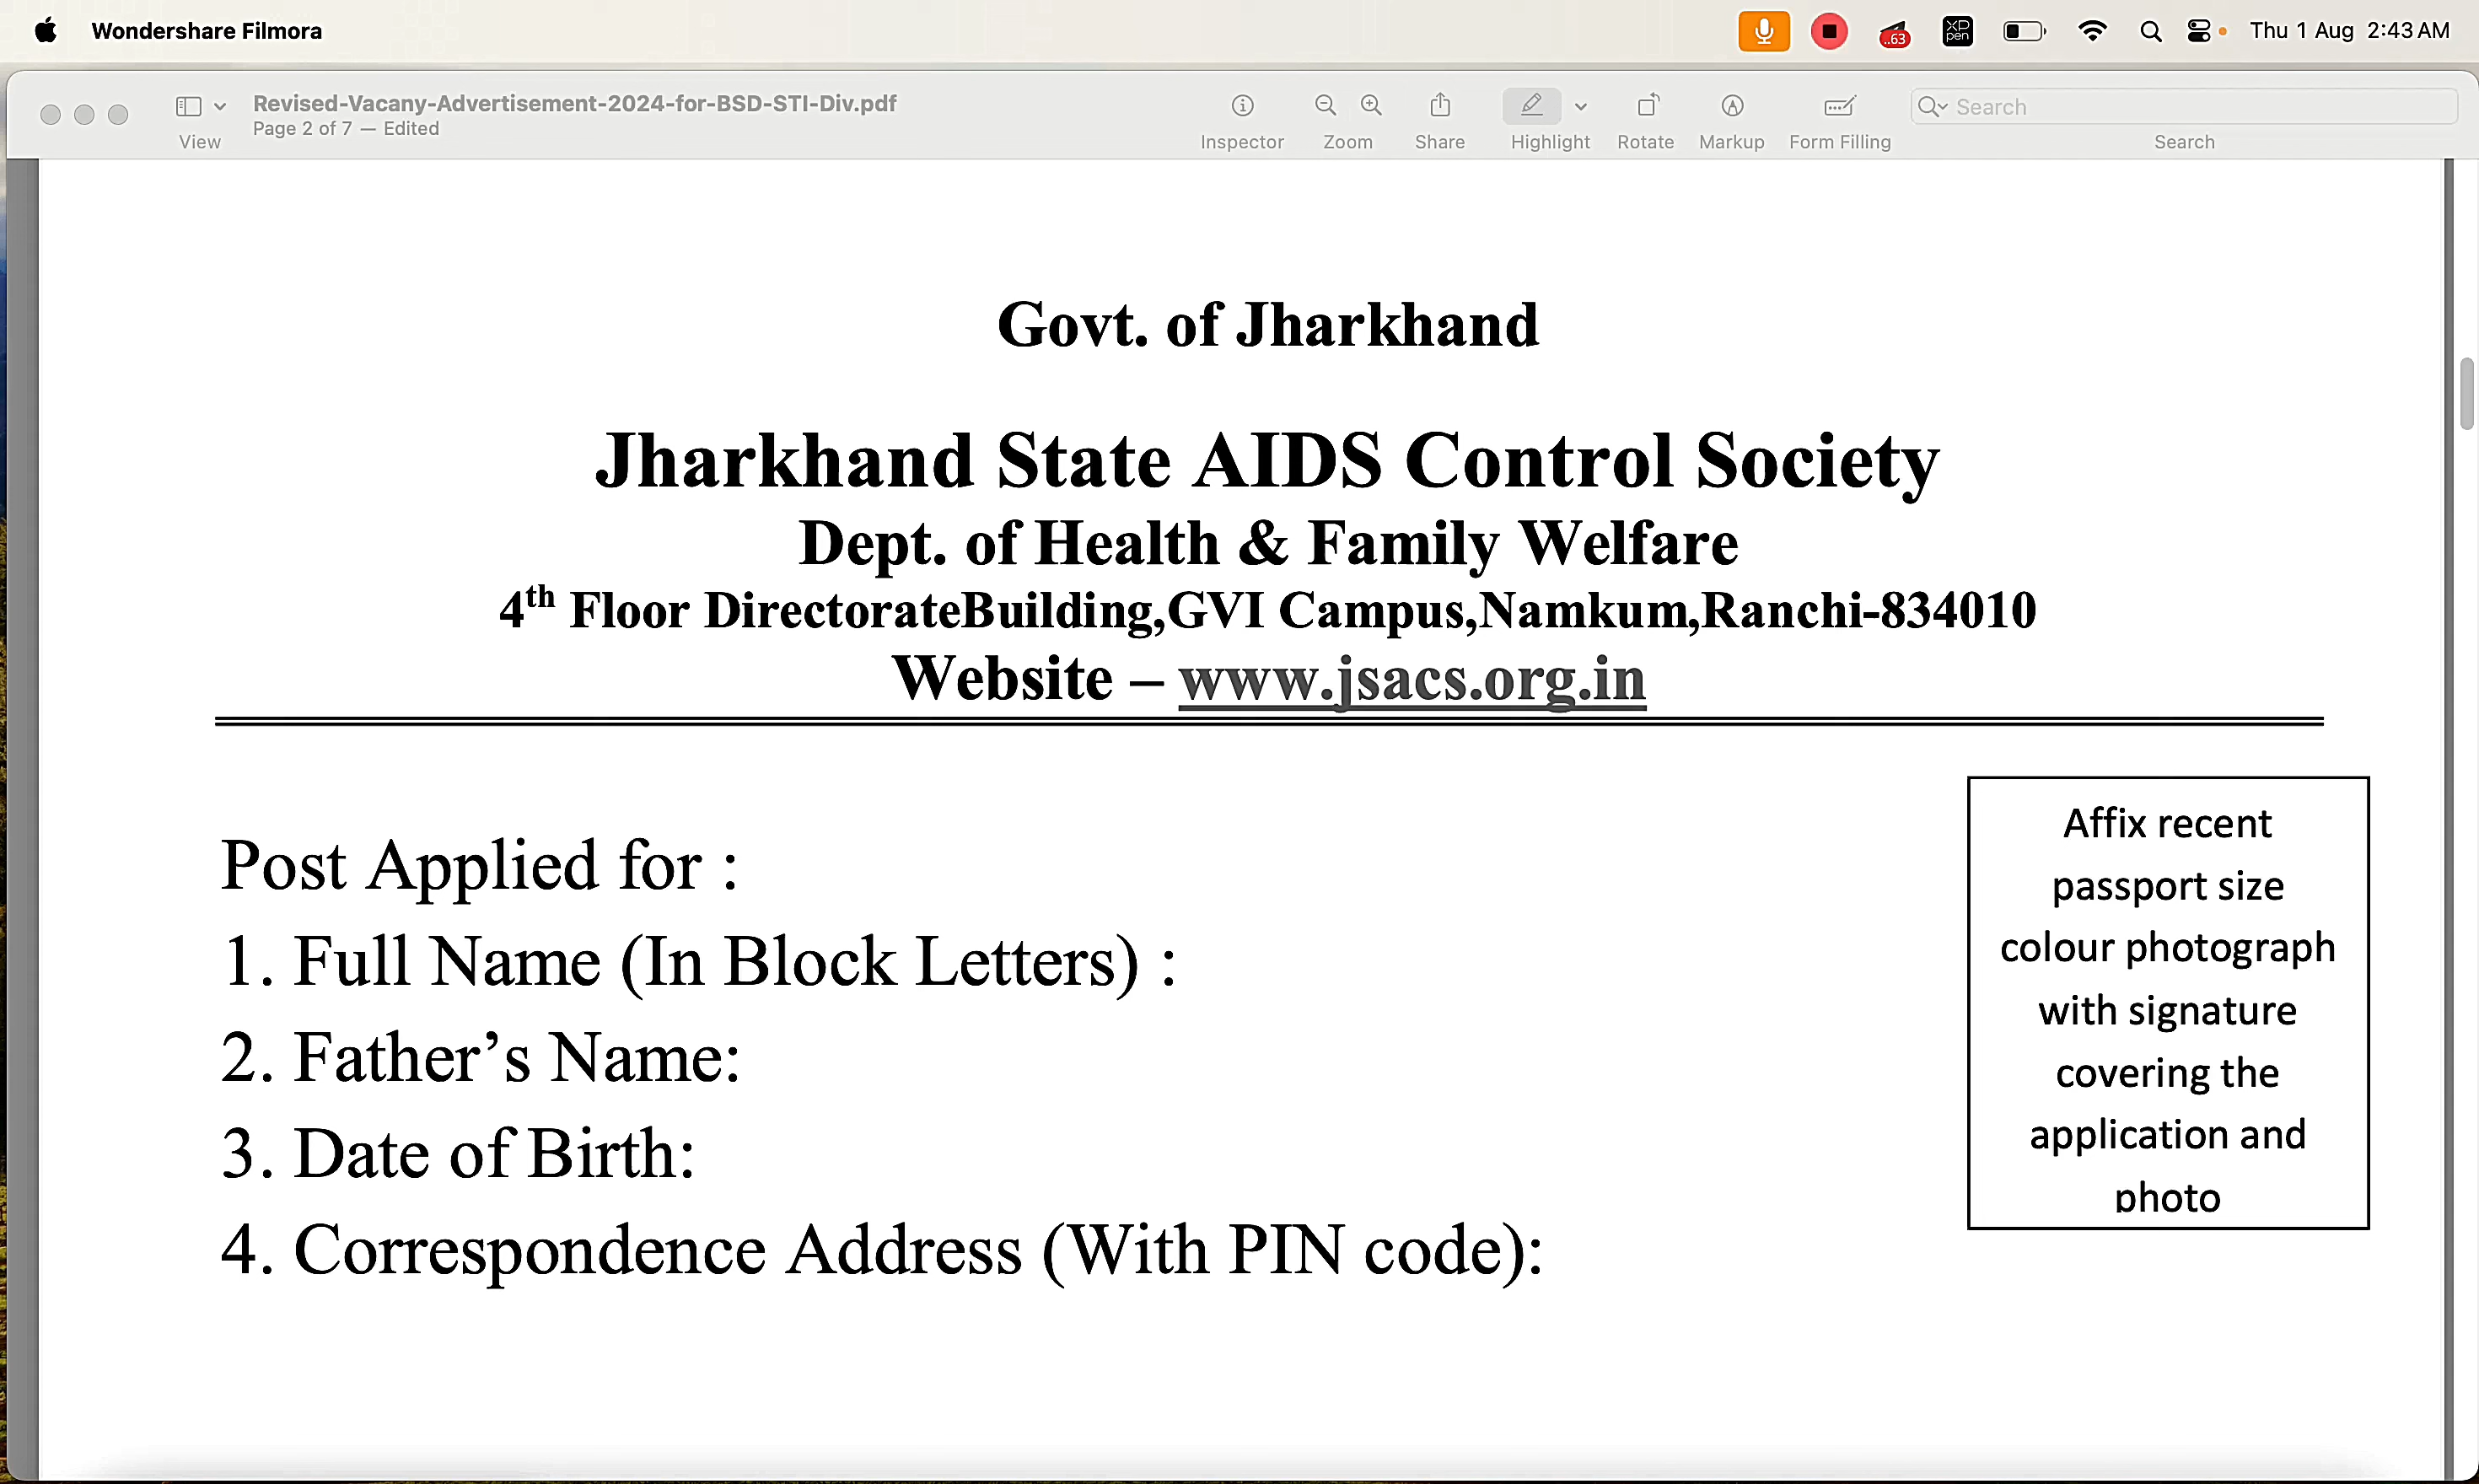 Wondershare Filmora
..63
XP
pen
Thu 1 Aug 2:43 AM
Revised-Vacany-Advertisement-2024-for-BSD-STI-Div.pdf
Page 2 of 7 — Edited
View
Inspector
Zoom
Share
Highlight
Rotate
Markup
Form Filling
Search
Search
Govt. of Jharkhand
Jharkhand State AIDS Control Society
Dept. of Health & Family Welfare
4th Floor DirectorateBuilding,GVI Campus,Namkum,Ranchi-834010
Website – www.jsacs.org.in
Post Applied for :
1. Full Name (In Block Letters) :
2. Father’s Name:
3. Date of Birth:
4. Correspondence Address (With PIN code):
Affix recent
passport size
colour photograph
with signature
covering the
application and
photo